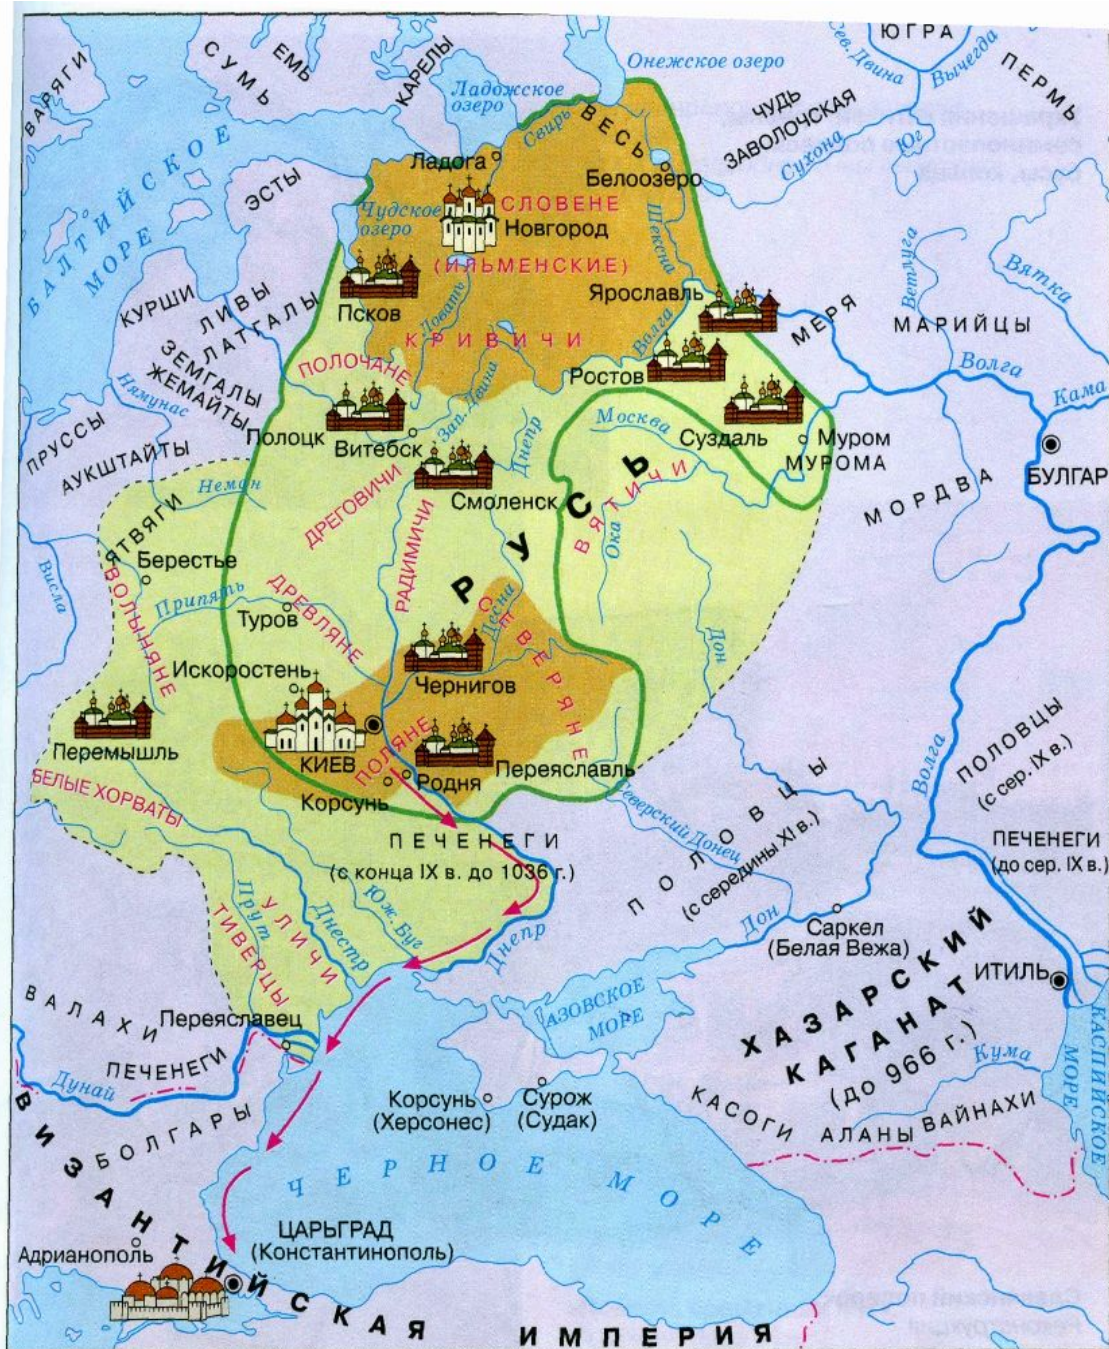 ЮГРА
Сев. Двина
Вычегда
ПЕРМЬ
ВАРЯГИ
СУМЬ
ЕМЬ
КАРЕЛЫ
Онежское озеро
Ладожское
озеро
Свирь
ВЕСЬ
ЧУДЬ
ЗАВОЛОЧСКАЯ
Сухона
Юг
БАЛТИЙСКОЕ
МОРЕ
ЭСТЫ
Ладога
Белоозеро
Чудское
озеро
СЛОВЕНЕ
Новгород
(ИЛЬМЕНСКИЕ)
Шексна
Ветлуга
Вятка
КУРШИ
ЛИВЫ
ЛАТГАЛЫ
ЗЕМГАЛЫ
ЖЕМАЙТЫ
Псков
Ловать
Ярославль
МЕРЯ
МАРИЙЦЫ
КРИВИЧИ
Волга
Волга
Кама
ПОЛОЧАНЕ
Ростов
Нямунас
ПРУССЫ
АУКШТАЙТЫ
Полоцк
Витебск
Зап. Двина
Днепр
Москва
Суздаль
Муром
МУРОМА
БУЛГАР
МОРДВА
Неман
ДРЕГОВИЧИ
Смоленск
РУСЬ
ВЯТИЧИ
Ока
ЯТВЯГИ
Берестье
РАДИМИЧИ
Висла
ВОЛЫНЯНЕ
Припять
Туров
ДРЕВЛЯНЕ
Десна
СЕВЕРЯНЕ
Дон
Искоростень
Чернигов
Перемышль
КИЕВ
ПОЛЯНЕ
Родня
Переяславль
Корсунь
БЕЛЫЕ ХОРВАТЫ
Северский Донец
Волга
ПОЛОВЦЫ
(с сер. IX в.)
ПЕЧЕНЕГИ
(с конца IX в. до 1036 г.)
ПОЛОВЦЫ
(с середины XI в.)
ПЕЧЕНЕГИ
(до сер. IX в.)
УЛИЧИ
ТИВЕРЦЫ
Прут
Днестр
Юж. Буг
Днепр
Дон
Саркел
(Белая Вежа)
ХАЗАРСКИЙ
КАГАНАТ
(до 966 г.)
ИТИЛЬ
ВАЛАХИ
Переяславец
ПЕЧЕНЕГИ
Дунай
АЗОВСКОЕ
МОРЕ
Кума
КАСПИЙСКОЕ
МОРЕ
Корсунь
(Херсонес)
Сурож
(Судак)
КАСОГИ
АЛАНЫ
ВАЙНАХИ
БОЛГАРЫ
ЧЕРНОЕ МОРЕ
ЦАРЬГРАД
(Константинополь)
Адрианополь
ВИЗАНТИЙСКАЯ ИМПЕРИЯ